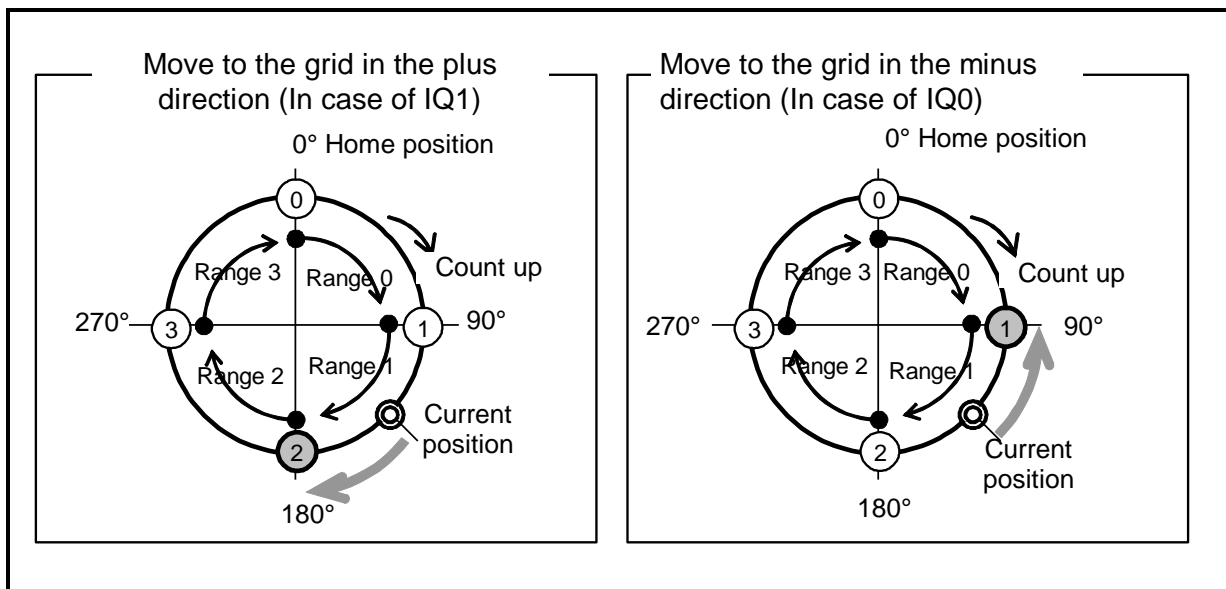 Move to the grid in the plus
direction (In case of IQ1)
0° Home position
0
Count up
Range 3
Range 0
270°
3
1
90°
Range 2
Range 1
Current
position
2
180°
Move to the grid in the minus
direction (In case of IQ0)
0° Home position
0
Count up
Range 3
Range 0
270°
3
1
90°
Range 2
Range 1
Current
position
2
180°